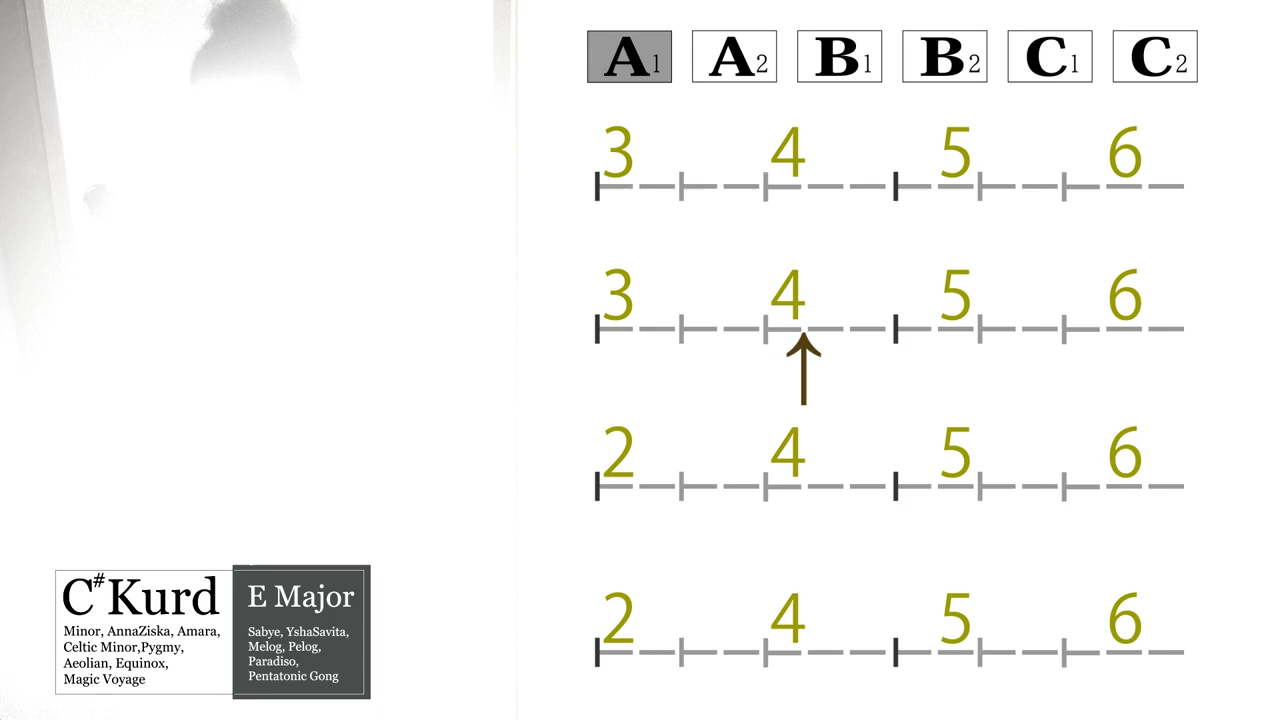 A1 A2 B1 B2 C1 C2
3 4 5 6
3 4 5 6
2 4 5 6
2 4 5 6
C# Kurd
Minor, AnnaZiska, Amara,
Celtic Minor,Pygmy,
Aeolian, Equinox,
Magic Voyage
E Major
Sabye, YshaSavita,
Melog, Pelog,
Paradiso,
Pentatonic Gong